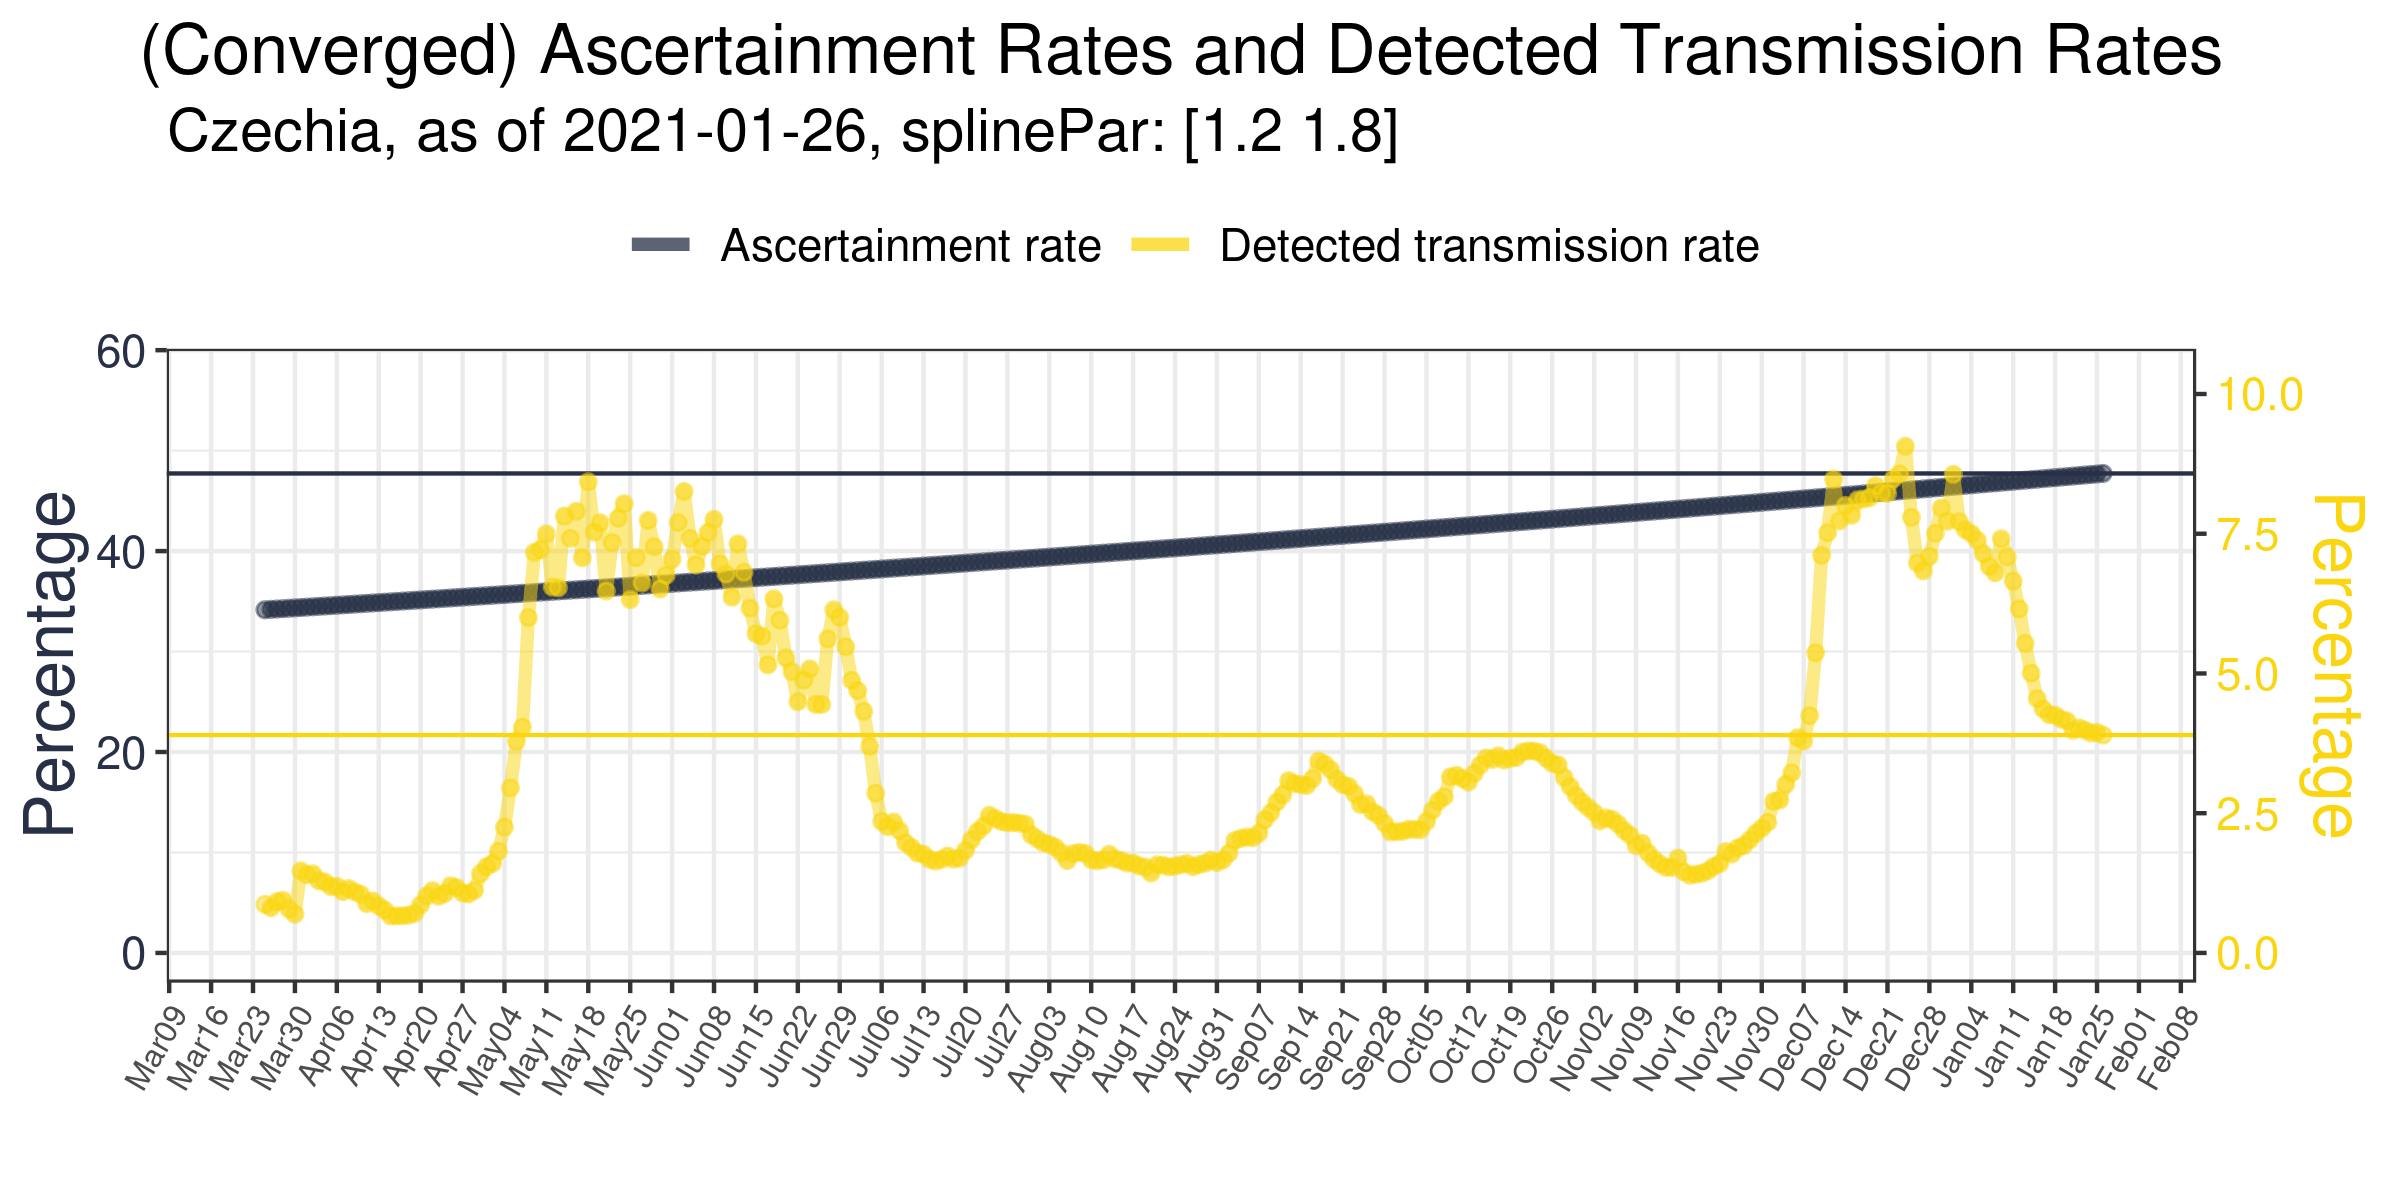 (Converged) Ascertainment Rates and Detected Transmission Rates
Czechia, as of 2021-01-26, splinePar: [1.2 1.8]
Ascertainment rate Detected transmission rate
Percentage
60
40
20
0
10.0
7.5
5.0
2.5
0.0
Percentage
Mar09 Mar16 Mar23 Mar30 Apr06 Apr13 Apr20 Apr27 May04 May11 May18 May25 Jun01 Jun08 Jun15 Jun22 Jun29 Jul06 Jul13 Jul20 Jul27 Aug03 Aug10 Aug17 Aug24 Aug31 Sep07 Sep14 Sep21 Sep28 Oct05 Oct12 Oct19 Oct26 Nov02 Nov09 Nov16 Nov23 Nov30 Dec07 Dec14 Dec21 Dec28 Jan04 Jan11 Jan18 Jan25 Feb01 Feb08